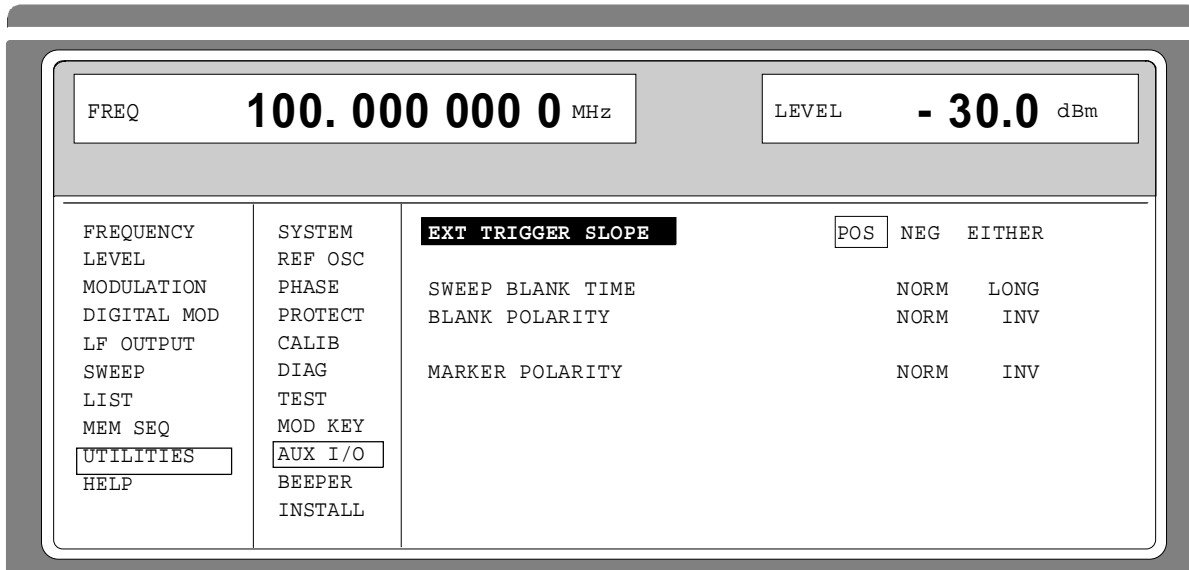 FREQ 100. 000 000 0 MHz LEVEL - 30.0 dBm
FREQUENCY SYSTEM EXT TRIGGER SLOPE POS NEG EITHER
LEVEL REF OSC
MODULATION PHASE SWEEP BLANK TIME NORM LONG
DIGITAL MOD PROTECT BLANK POLARITY NORM INV
LF OUTPUT CALIB
SWEEP DIAG MARKER POLARITY NORM INV
LIST TEST
MEM SEQ MOD KEY
UTILITIES AUX I/O
HELP BEEPER
INSTALL